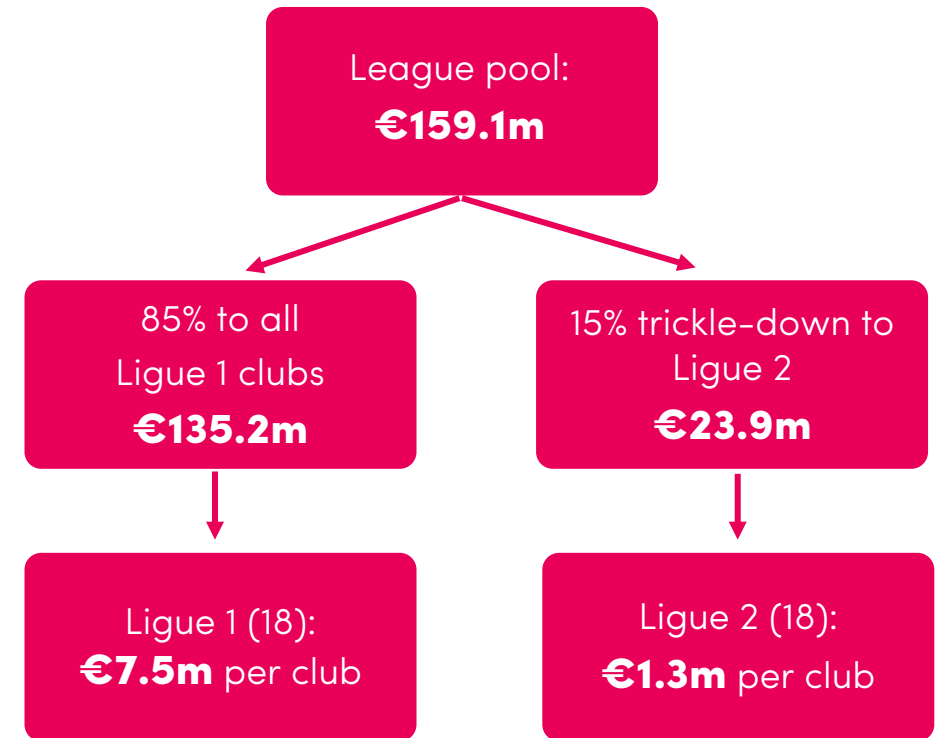 League pool:
€159.1m
85% to all
Ligue 1 clubs
€135.2m
15% trickle-down to
Ligue 2
€23.9m
Ligue 1 (18):
€7.5m per club
Ligue 2 (18):
€1.3m per club